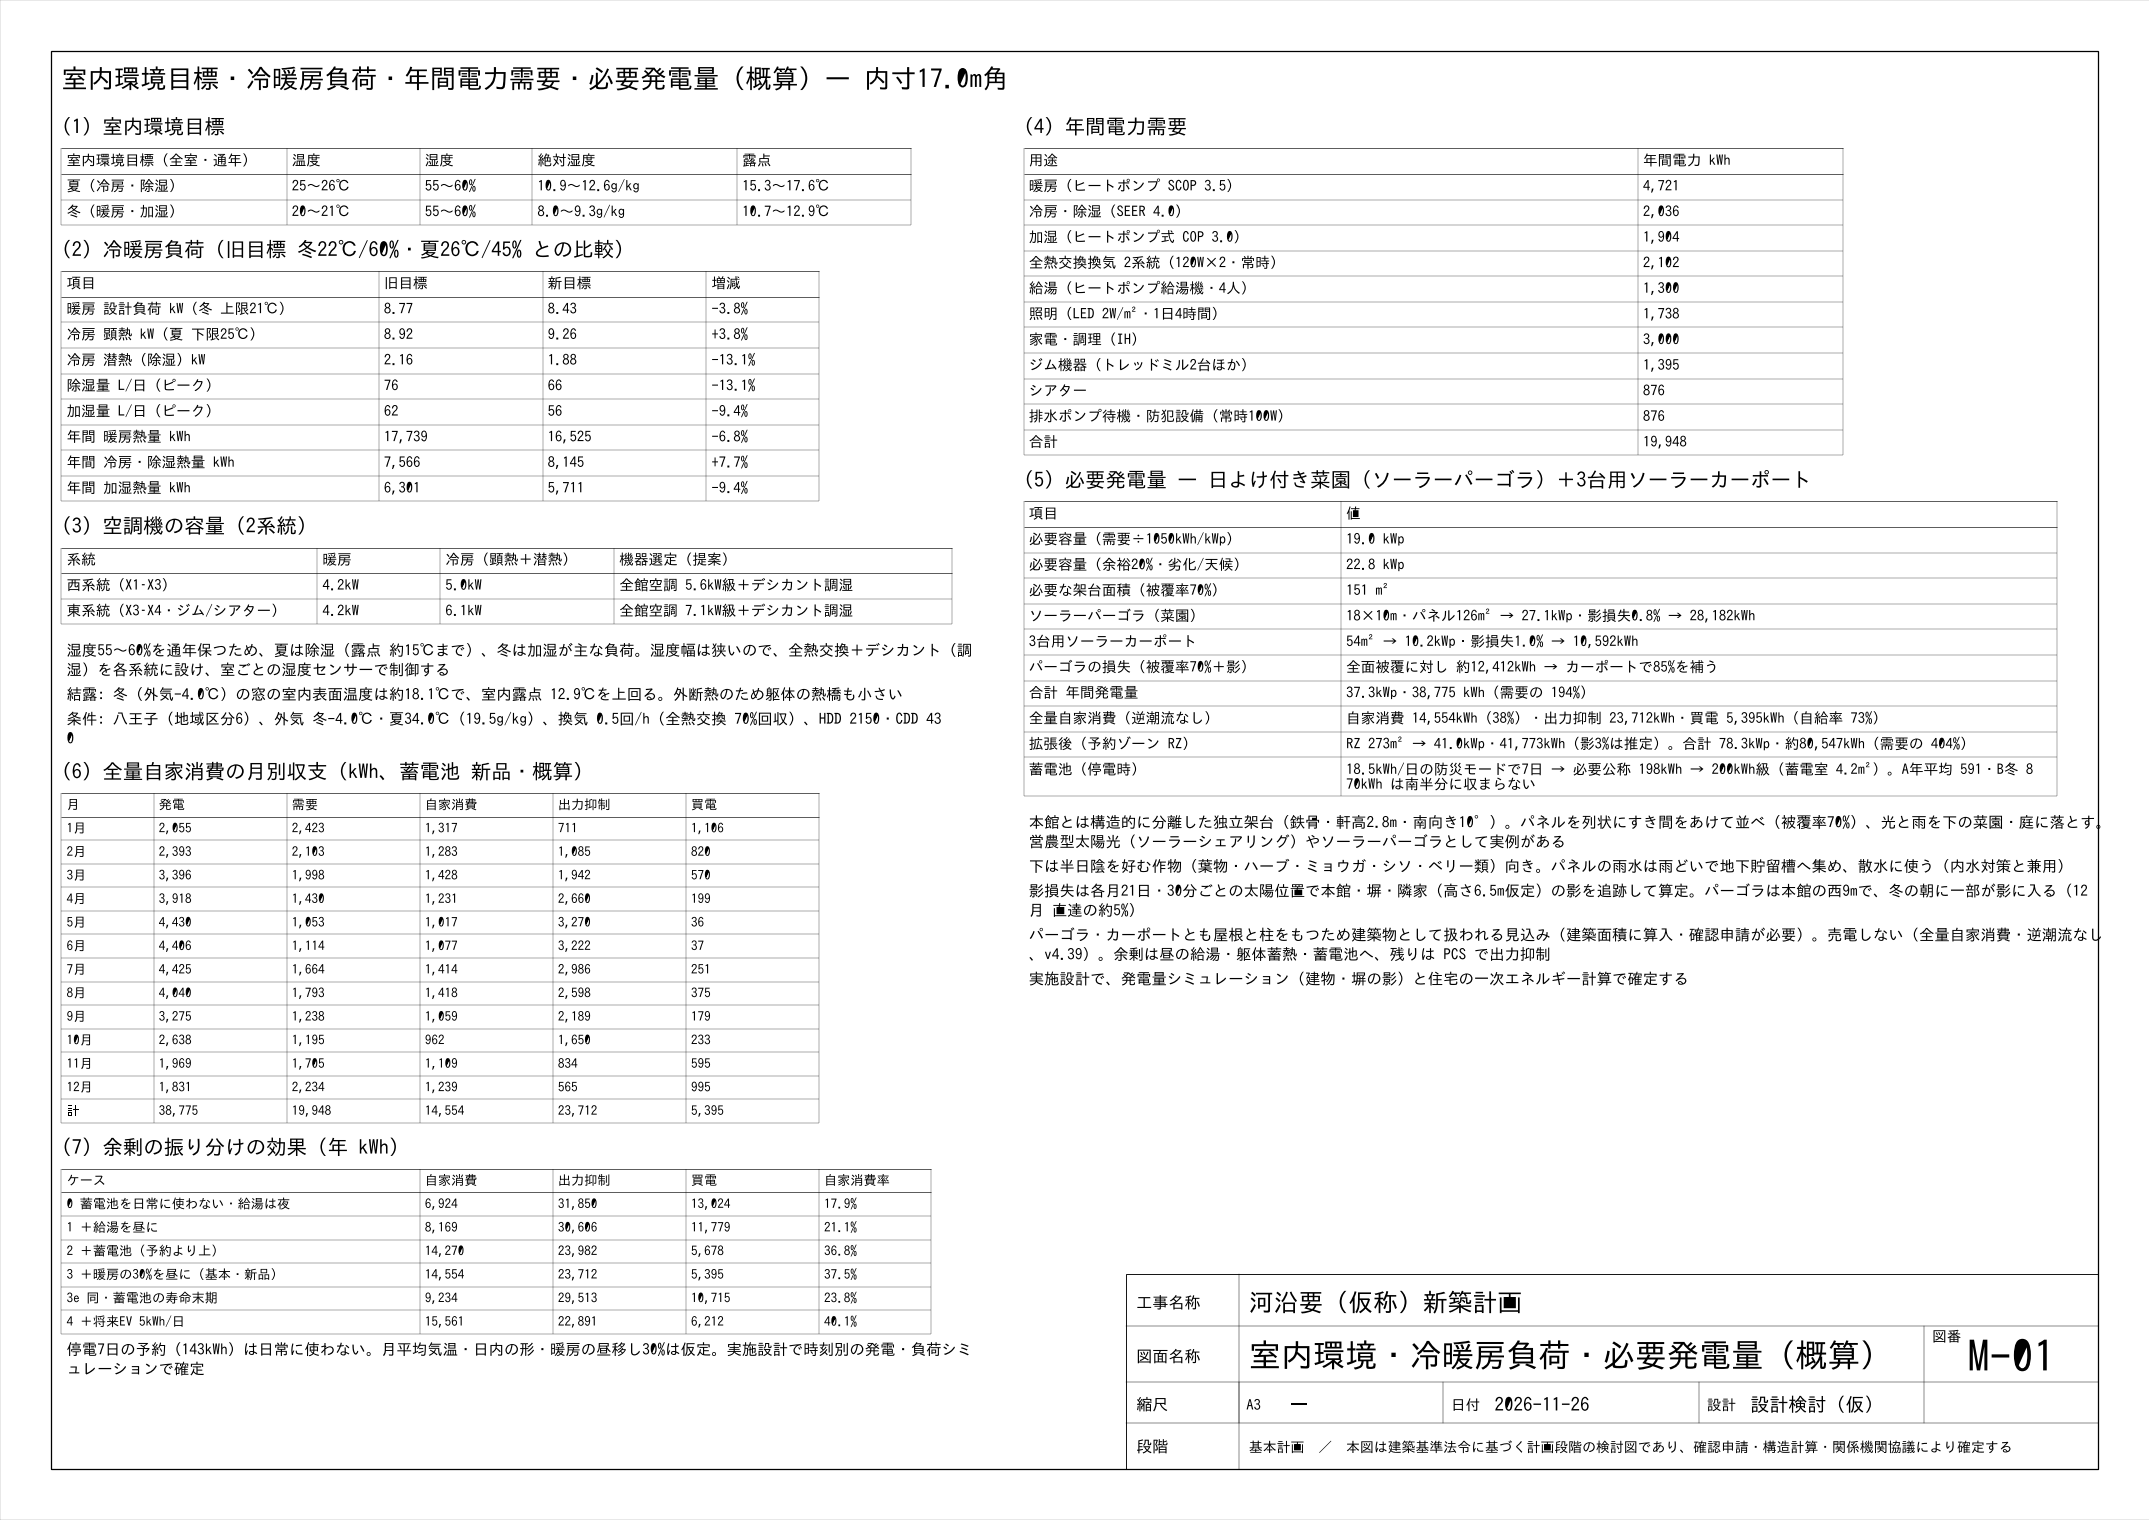 室内環境目標・冷暖房負荷・年間電力需要・必要発電量（概算）― 内寸17.0m角
（1）室内環境目標
室内環境目標（全室・通年） 温度 湿度 絶対湿度 露点
夏（冷房・除湿） 25～26℃ 55～60% 10.9～12.6g/kg 15.3～17.6℃
冬（暖房・加湿） 20～21℃ 55～60% 8.0～9.3g/kg 10.7～12.9℃
（2）冷暖房負荷（旧目標 冬22℃/60%・夏26℃/45% との比較）
項目 旧目標 新目標 増減
暖房 設計負荷 kW（冬 上限21℃） 8.77 8.43 -3.8%
冷房 顕熱 kW（夏 下限25℃） 8.92 9.26 +3.8%
冷房 潜熱（除湿）kW 2.16 1.88 -13.1%
除湿量 L/日（ピーク） 76 66 -13.1%
加湿量 L/日（ピーク） 62 56 -9.4%
年間 暖房熱量 kWh 17,739 16,525 -6.8%
年間 冷房・除湿熱量 kWh 7,566 8,145 +7.7%
年間 加湿熱量 kWh 6,301 5,711 -9.4%
（3）空調機の容量（2系統）
系統 暖房 冷房（顕熱＋潜熱） 機器選定（提案）
西系統（X1-X3） 4.2kW 5.0kW 全館空調 5.6kW級＋デシカント調湿
東系統（X3-X4・ジム/シアター） 4.2kW 6.1kW 全館空調 7.1kW級＋デシカント調湿
湿度55～60%を通年保つため、夏は除湿（露点 約15℃まで）、冬は加湿が主な負荷。湿度幅は狭いので、全熱交換＋デシカント（調
湿）を各系統に設け、室ごとの湿度センサーで制御する
結露: 冬（外気-4.0℃）の窓の室内表面温度は約18.1℃で、室内露点 12.9℃を上回る。外断熱のため躯体の熱橋も小さい
条件: 八王子（地域区分6）、外気 冬-4.0℃・夏34.0℃（19.5g/kg）、換気 0.5回/h（全熱交換 70%回収）、HDD 2150・CDD 43
0
（6）全量自家消費の月別収支（kWh、蓄電池 新品・概算）
月 発電 需要 自家消費 出力抑制 買電
1月 2,055 2,423 1,317 711 1,106
2月 2,393 2,103 1,283 1,085 820
3月 3,396 1,998 1,428 1,942 570
4月 3,918 1,430 1,231 2,660 199
5月 4,430 1,053 1,017 3,270 36
6月 4,406 1,114 1,077 3,222 37
7月 4,425 1,664 1,414 2,986 251
8月 4,040 1,793 1,418 2,598 375
9月 3,275 1,238 1,059 2,189 179
10月 2,638 1,195 962 1,650 233
11月 1,969 1,705 1,109 834 595
12月 1,831 2,234 1,239 565 995
計 38,775 19,948 14,554 23,712 5,395
（7）余剰の振り分けの効果（年 kWh）
ケース 自家消費 出力抑制 買電 自家消費率
0 蓄電池を日常に使わない・給湯は夜 6,924 31,850 13,024 17.9%
1 ＋給湯を昼に 8,169 30,606 11,779 21.1%
2 ＋蓄電池（予約より上） 14,270 23,982 5,678 36.8%
3 ＋暖房の30%を昼に（基本・新品） 14,554 23,712 5,395 37.5%
3e 同・蓄電池の寿命末期 9,234 29,513 10,715 23.8%
4 ＋将来EV 5kWh/日 15,561 22,891 6,212 40.1%
停電7日の予約（143kWh）は日常に使わない。月平均気温・日内の形・暖房の昼移し30%は仮定。実施設計で時刻別の発電・負荷シミ
ュレーションで確定
（4）年間電力需要
用途 年間電力 kWh
暖房（ヒートポンプ SCOP 3.5） 4,721
冷房・除湿（SEER 4.0） 2,036
加湿（ヒートポンプ式 COP 3.0） 1,904
全熱交換換気 2系統（120W×2・常時） 2,102
給湯（ヒートポンプ給湯機・4人） 1,300
照明（LED 2W/㎡・1日4時間） 1,738
家電・調理（IH） 3,000
ジム機器（トレッドミル2台ほか） 1,395
シアター 876
排水ポンプ待機・防犯設備（常時100W） 876
合計 19,948
（5）必要発電量 ― 日よけ付き菜園（ソーラーパーゴラ）＋3台用ソーラーカーポート
項目 値
必要容量（需要÷1050kWh/kWp） 19.0 kWp
必要容量（余裕20%・劣化/天候） 22.8 kWp
必要な架台面積（被覆率70%） 151 ㎡
ソーラーパーゴラ（菜園） 18×10m・パネル126㎡ → 27.1kWp・影損失0.8% → 28,182kWh
3台用ソーラーカーポート 54㎡ → 10.2kWp・影損失1.0% → 10,592kWh
パーゴラの損失（被覆率70%＋影） 全面被覆に対し 約12,412kWh → カーポートで85%を補う
合計 年間発電量 37.3kWp・38,775 kWh（需要の 194%）
全量自家消費（逆潮流なし） 自家消費 14,554kWh（38%）・出力抑制 23,712kWh・買電 5,395kWh（自給率 73%）
拡張後（予約ゾーン RZ） RZ 273㎡ → 41.0kWp・41,773kWh（影3%は推定）。合計 78.3kWp・約80,547kWh（需要の 404%）
蓄電池（停電時） 18.5kWh/日の防災モードで7日 → 必要公称 198kWh → 200kWh級（蓄電室 4.2㎡）。A年平均 591・B冬 8
70kWh は南半分に収まらない
本館とは構造的に分離した独立架台（鉄骨・軒高2.8m・南向き10°）。パネルを列状にすき間をあけて並べ（被覆率70%）、光と雨を下の菜園・庭に落とす。
営農型太陽光（ソーラーシェアリング）やソーラーパーゴラとして実例がある
下は半日陰を好む作物（葉物・ハーブ・ミョウガ・シソ・ベリー類）向き。パネルの雨水は雨どいで地下貯留槽へ集め、散水に使う（内水対策と兼用）
影損失は各月21日・30分ごとの太陽位置で本館・塀・隣家（高さ6.5m仮定）の影を追跡して算定。パーゴラは本館の西9mで、冬の朝に一部が影に入る（12
月 直達の約5%）
パーゴラ・カーポートとも屋根と柱をもつため建築物として扱われる見込み（建築面積に算入・確認申請が必要）。売電しない（全量自家消費・逆潮流なし
、v4.39）。余剰は昼の給湯・躯体蓄熱・蓄電池へ、残りは PCS で出力抑制
実施設計で、発電量シミュレーション（建物・塀の影）と住宅の一次エネルギー計算で確定する
工事名称 河沿要（仮称）新築計画
図面名称 室内環境・冷暖房負荷・必要発電量（概算） 図番 M-01
縮尺 A3 ― 日付 2026-11-26 設計 設計検討（仮）
段階 基本計画 ／ 本図は建築基準法令に基づく計画段階の検討図であり、確認申請・構造計算・関係機関協議により確定する